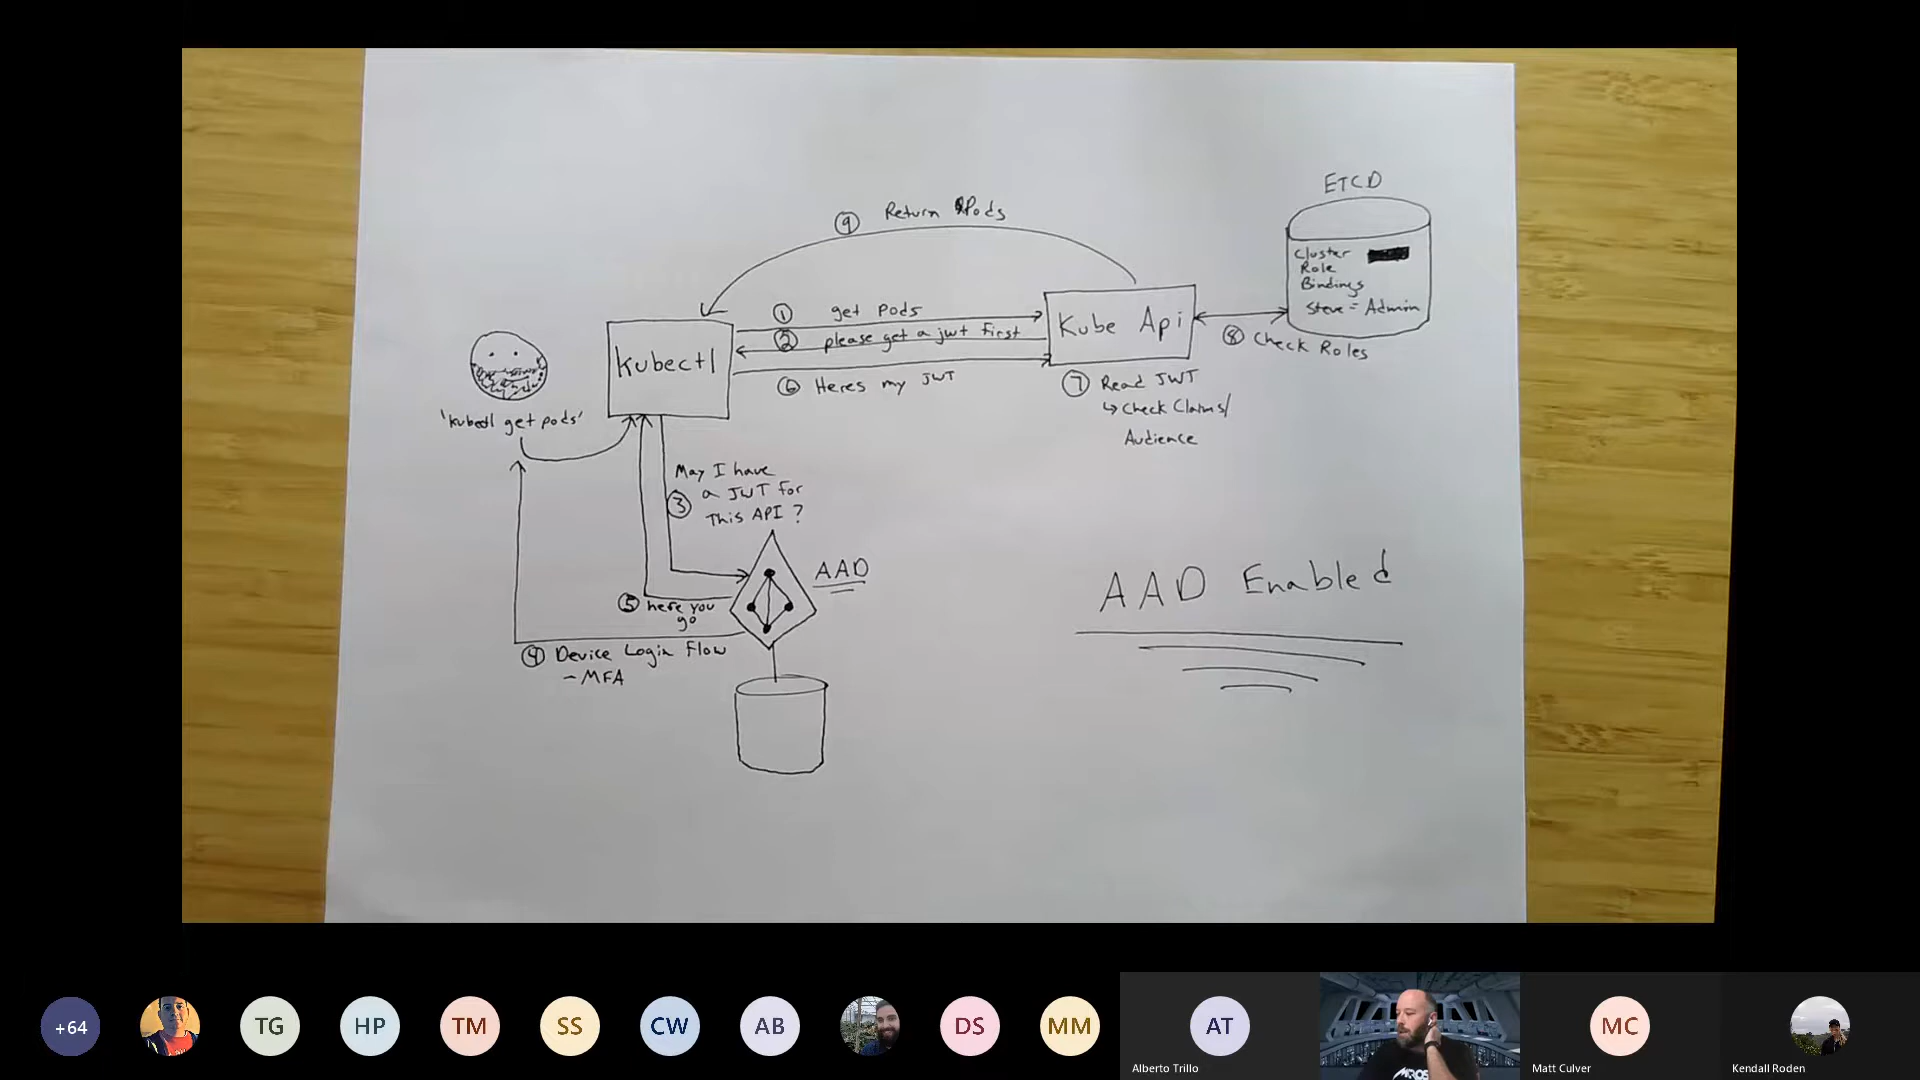 ETCD
⑨ Return Pods
Cluster
Role
Bindings
Steve = Admin
① get pods
② please get a jwt first
⑥ Heres my JWT
Kubectl
Kube Api
⑧ Check Roles
⑦ Read JWT
↳ Check Claims/
Audience
'kubectl get pods'
May I have
③ a JWT for
This API ?
AAD
⑤ here you
go
④ Device Login Flow
- MFA
AAD Enabled
+64
TG
HP
TM
SS
CW
AB
DS
MM
AT
MC
Alberto Trillo
Matt Culver
Kendall Roden